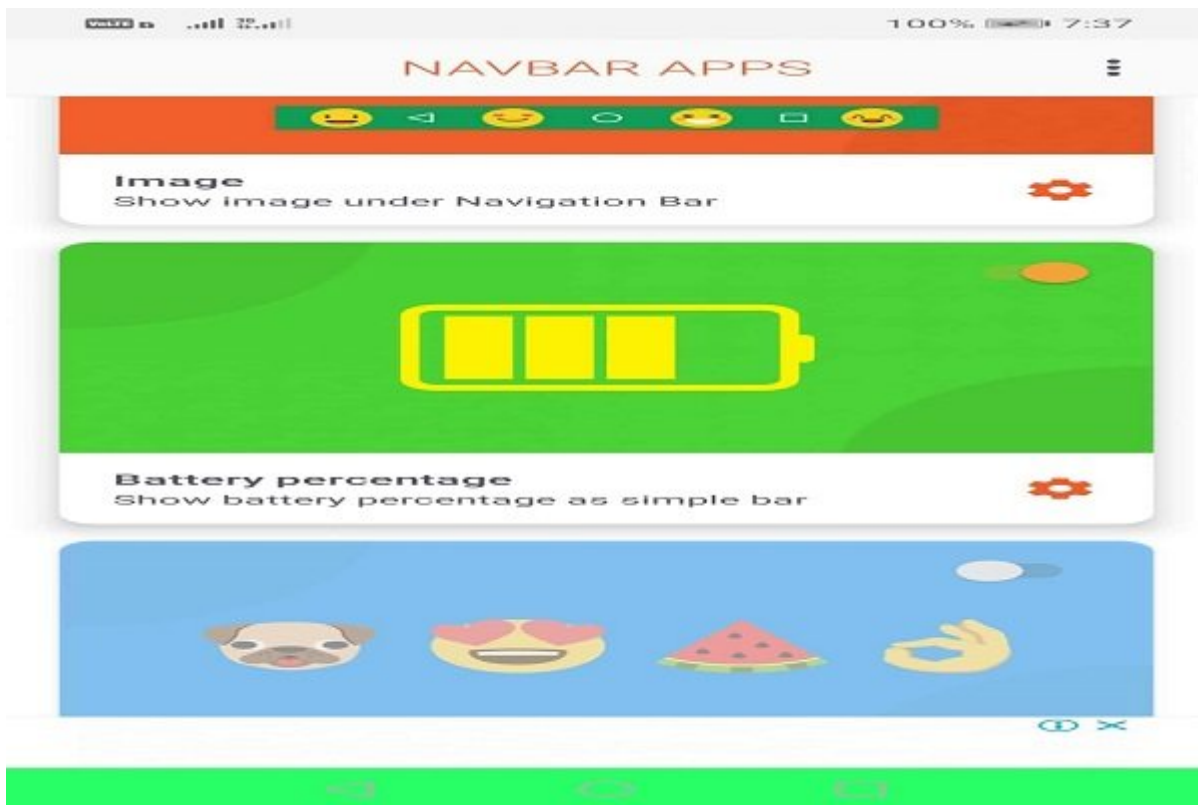 VoLTE 100% 7:37
NAVBAR APPS
Image
Show image under Navigation Bar
Battery percentage
Show battery percentage as simple bar